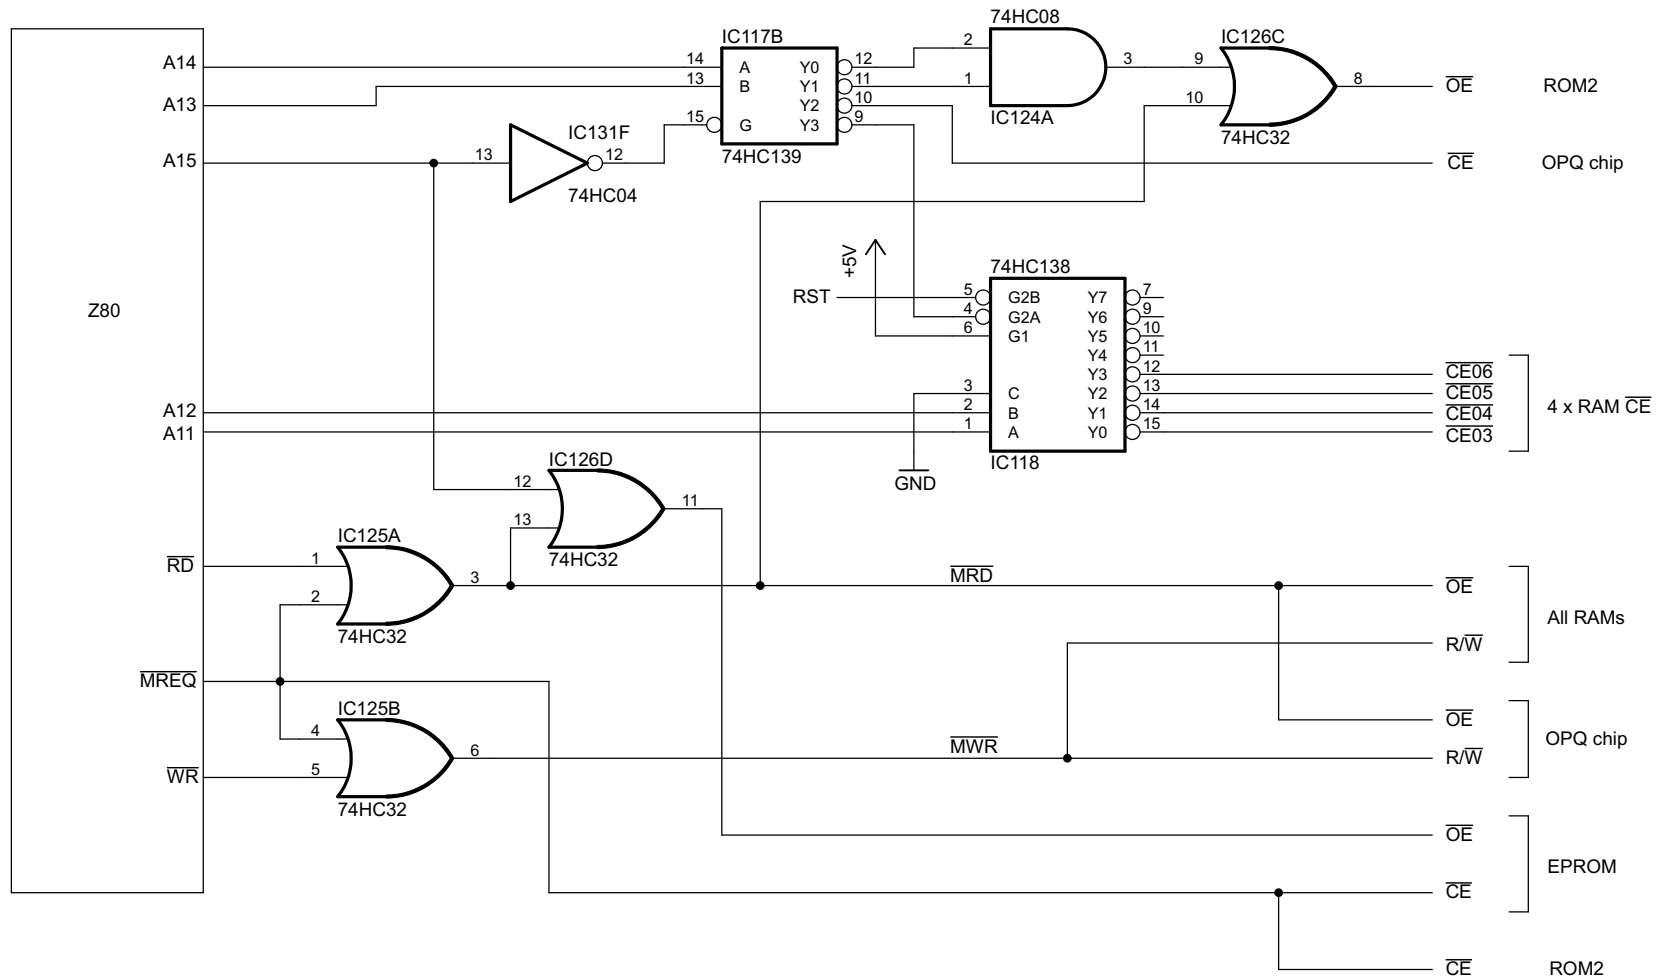 74HC08
A14 14 IC117B A Y0 12 2 3 9 IC126C
A13 13 B Y1 11 1 8 OE ROM2
Y2 10 10
15 G Y3 9 IC124A
IC131F 74HC139 74HC32
A15 13 12 CE OPQ chip
74HC04
+5V
74HC138
RST 5 G2B Y7 7
4 G2A Y6 9
6 G1 Y5 10
Z80
Y4 11
Y3 12 CE06
3 C Y2 13 CE05
A12 2 B Y1 14 CE04 4 x RAM CE
A11 1 A Y0 15 CE03
IC118
IC126D
GND
12
11
13
IC125A
74HC32
RD 1
3 MRD OE
2
All RAMs
74HC32
R/W
MREQ
IC125B
OE
4
OPQ chip
6 MWR R/W
WR 5
74HC32
OE
EPROM
CE
CE ROM2